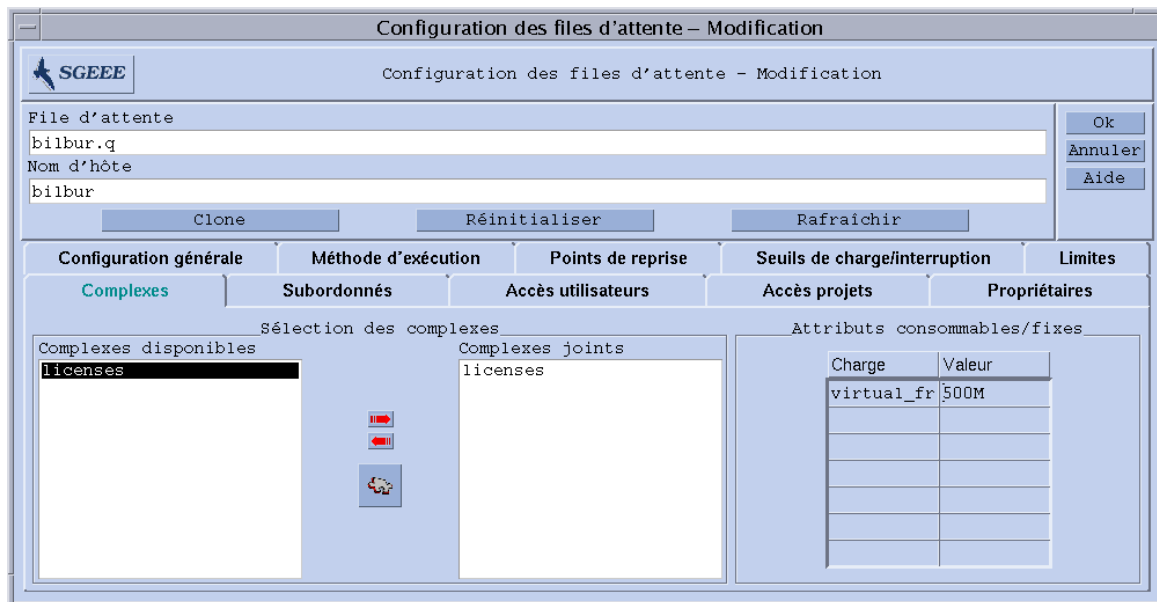 Configuration des files d'attente – Modification
SGEEE
Configuration des files d'attente - Modification
File d'attente
bilbur.q
Nom d'hôte
bilbur
Ok
Annuler
Aide
Clone Réinitialiser Rafraîchir
Configuration générale Méthode d'exécution Points de reprise Seuils de charge/interruption Limites
Complexes Subordonnés Accès utilisateurs Accès projets Propriétaires
Sélection des complexes
Complexes disponibles
licenses
Complexes joints
licenses
Attributs consommables/fixes
Charge Valeur
virtual_fr 500M